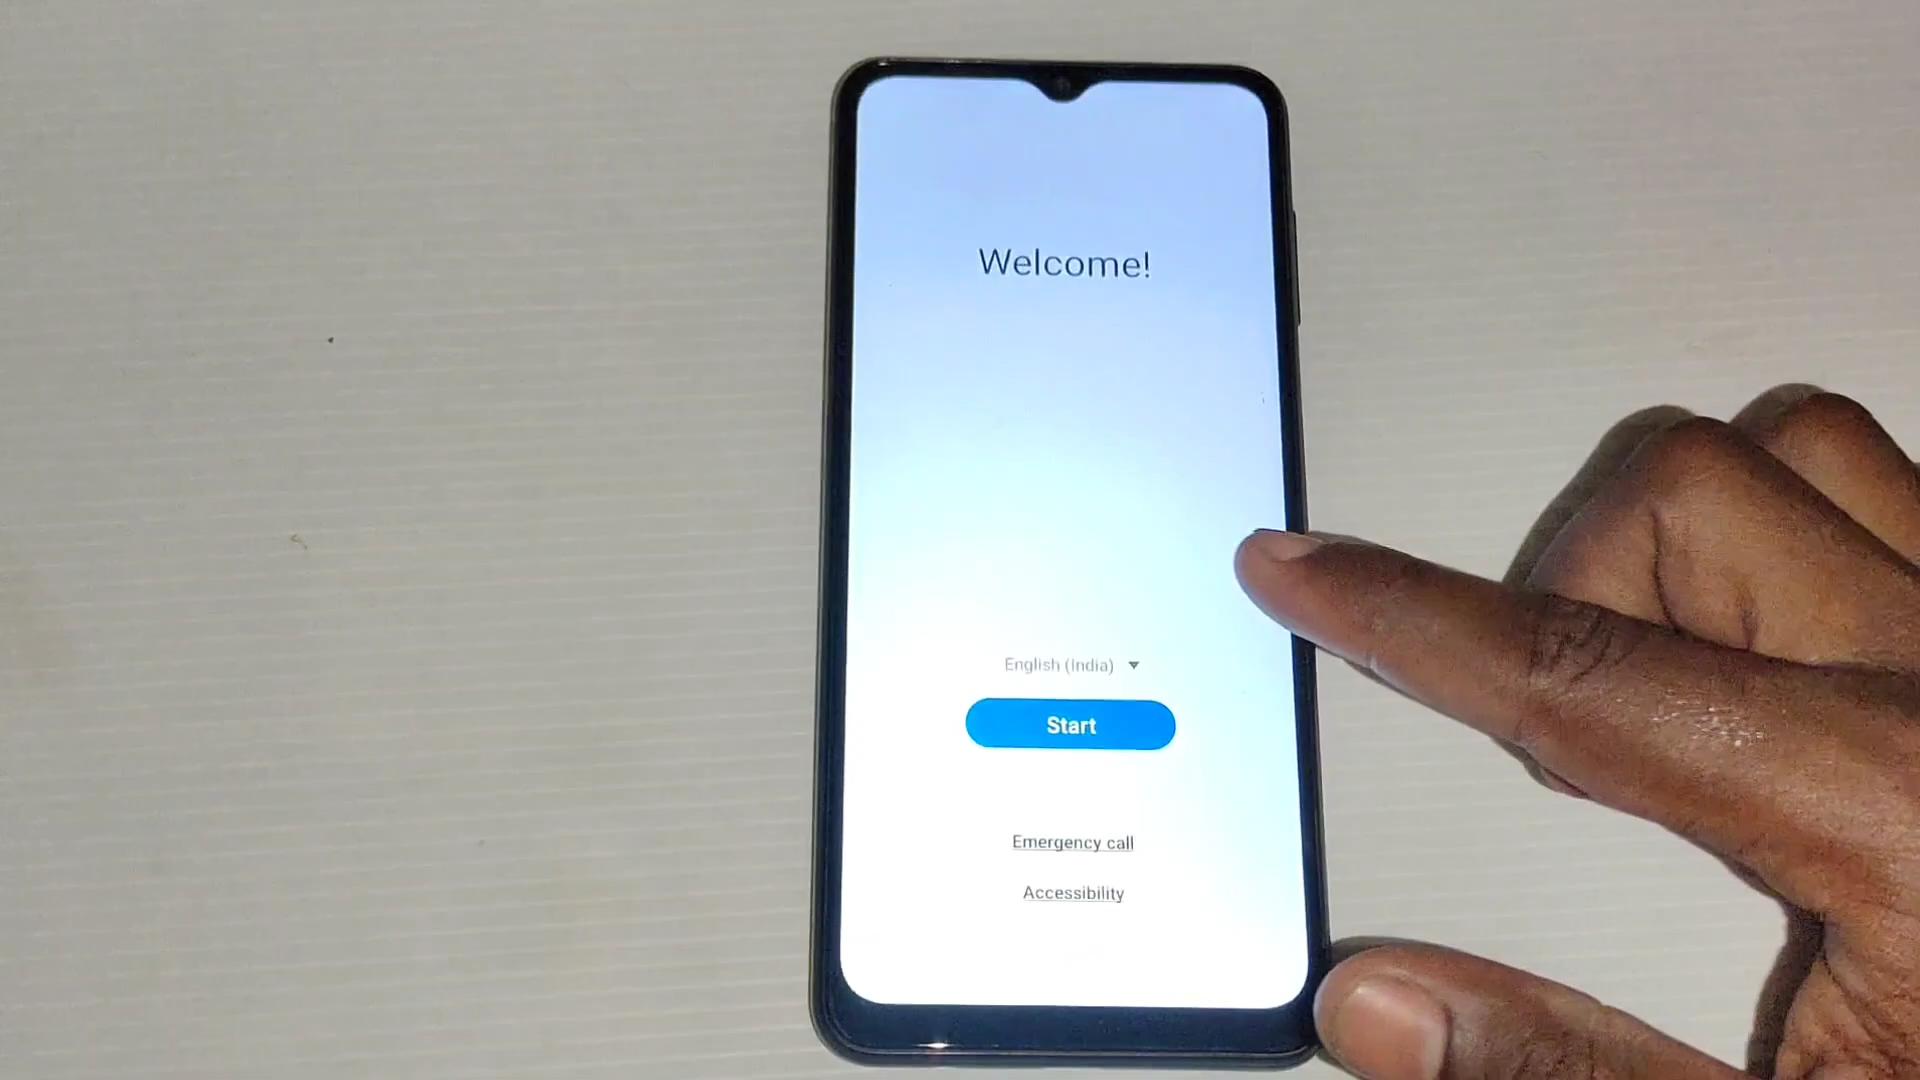 Welcome!
English (India)
Start
Emergency call
Accessibility